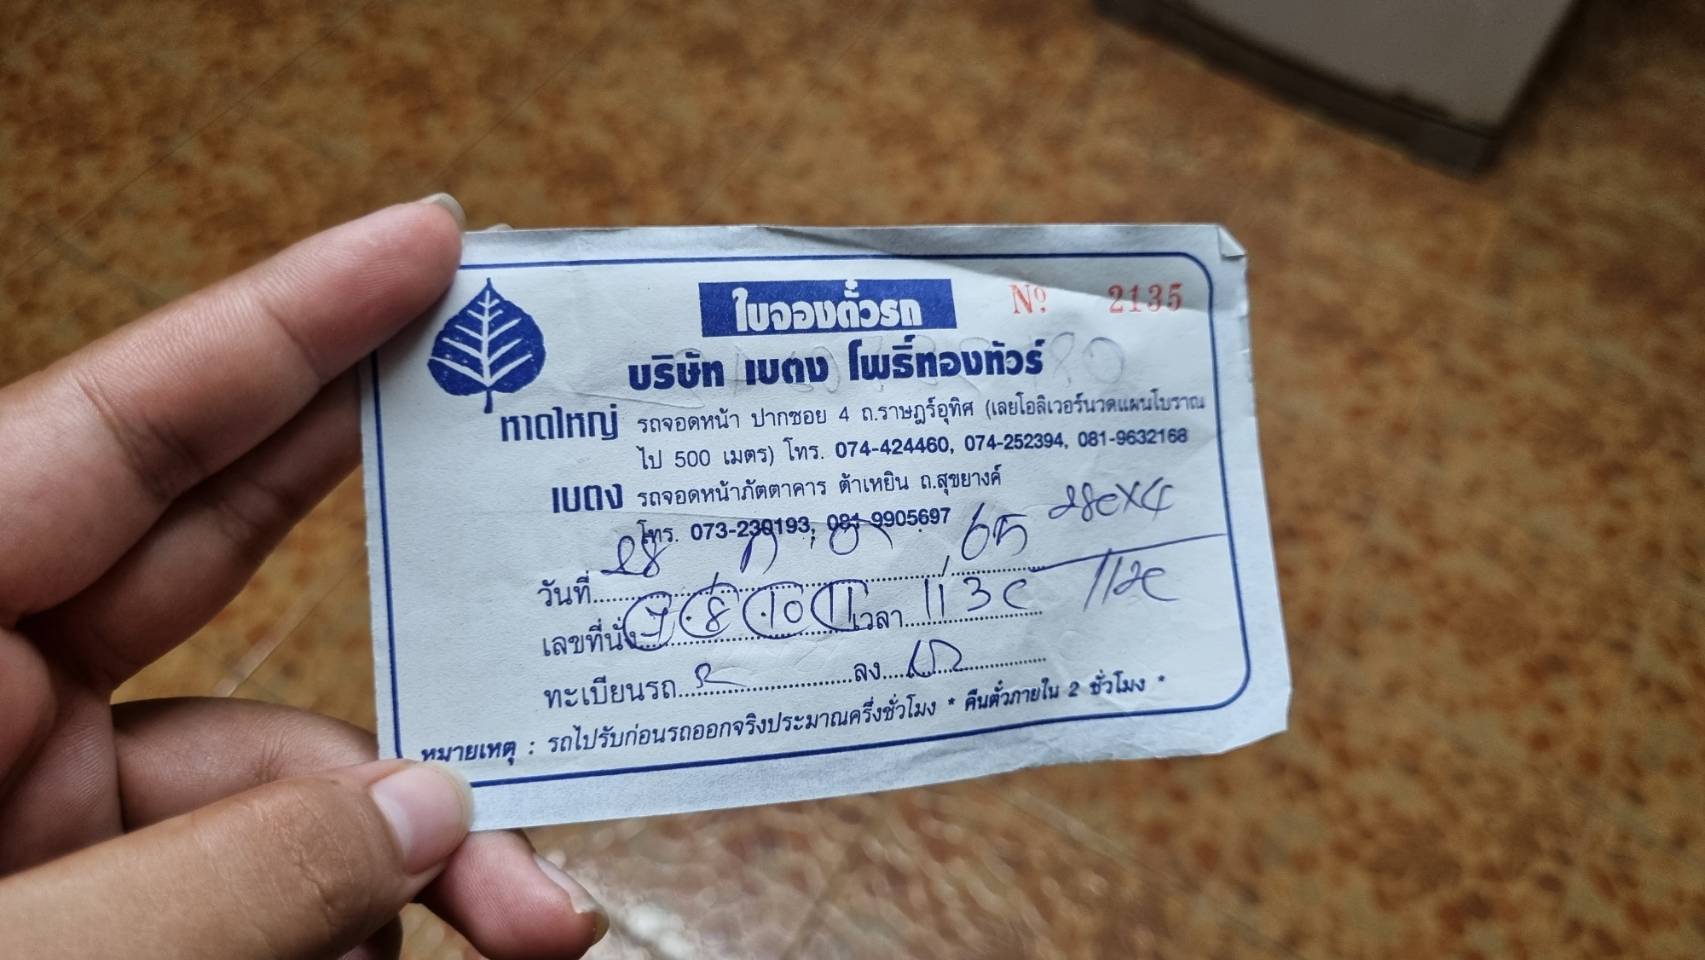 ใบจองตั๋วรถ
Nº 2135
บริษัท เบตง โพธิ์ทองทัวร์
หาดใหญ่ รถจอดหน้า ปากซอย 4 ถ.ราษฎร์อุทิศ (เลยโอลิเวอร์นวดแผนโบราณ
ไป 500 เมตร) โทร. 074-424460, 074-252394, 081-9632168
เบตง รถจอดหน้าภัตตาคาร ต้าเหยิน ถ.สุขยางค์
โทร. 073-230193, 081-9905697
280x4
วันที่ 28 65
1120
เลขที่นั่ง 7 8 10 11 เวลา 1130
ทะเบียนรถ ลง
หมายเหตุ : รถไปรับก่อนรถออกจริงประมาณครึ่งชั่วโมง * คืนตั๋วภายใน 2 ชั่วโมง *